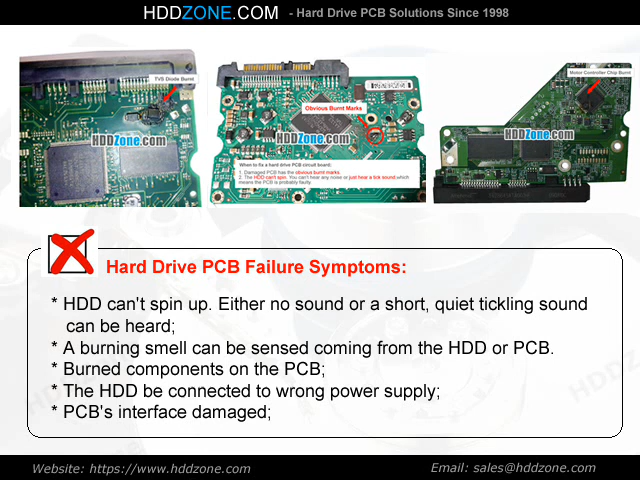 HDDZONE.COM - Hard Drive PCB Solutions Since 1998
TVS Diode Burnt
HDDZone.com
Obvious Burnt Marks
HDDZone.com
When to fix a hard drive PCB circuit board:
1. Damaged PCB has the obvious burnt marks.
2. The HDD can't spin. You can't hear any noise or just hear a tick sound which
means the PCB is probably faulty.
Motor Controller Chip Burnt
HDDZone.com
Hard Drive PCB Failure Symptoms:
* HDD can't spin up. Either no sound or a short, quiet tickling sound
can be heard;
* A burning smell can be sensed coming from the HDD or PCB.
* Burned components on the PCB;
* The HDD be connected to wrong power supply;
* PCB's interface damaged;
Website: https://www.hddzone.com
Email: sales@hddzone.com